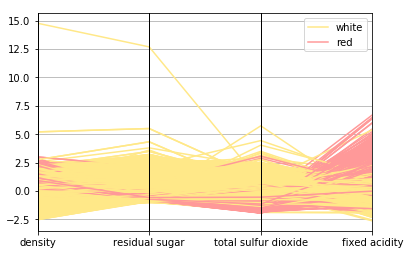 15.0
white
red
12.5
10.0
7.5
5.0
2.5
0.0
−2.5
density residual sugar total sulfur dioxide fixed acidity